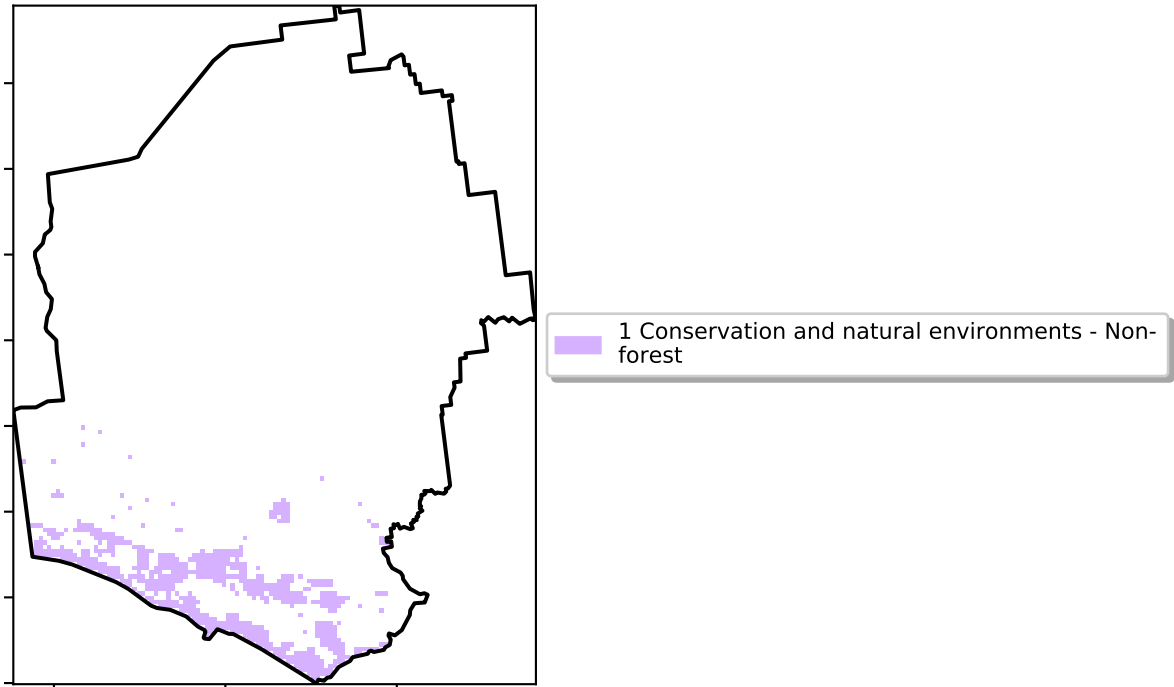 1 Conservation and natural environments - Non-
forest